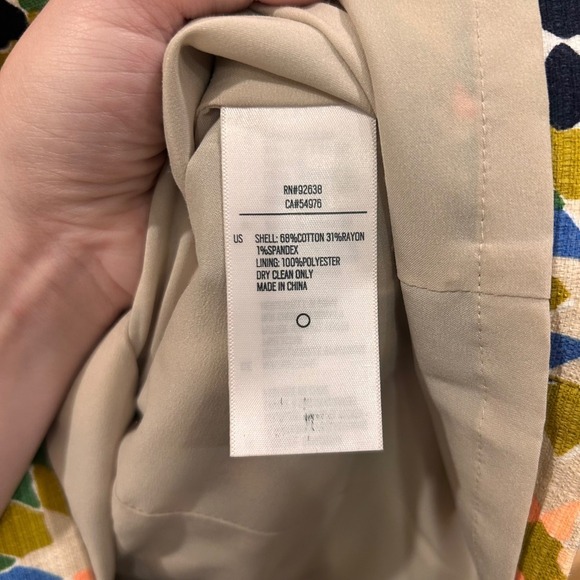 RN#92638
CA#54976
US SHELL: 68%COTTON 31%RAYON
1%SPANDEX
LINING: 100%POLYESTER
DRY CLEAN ONLY
MADE IN CHINA